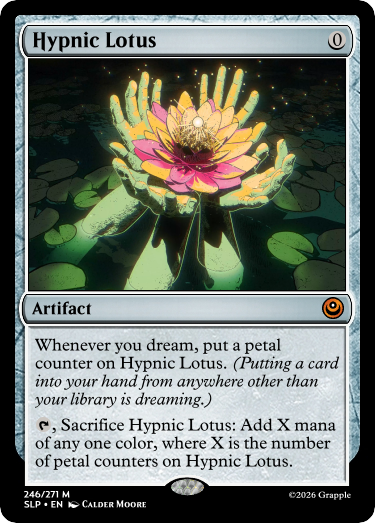 Hypnic Lotus 0
Artifact
Whenever you dream, put a petal
counter on Hypnic Lotus. (Putting a card
into your hand from anywhere other than
your library is dreaming.)
, Sacrifice Hypnic Lotus: Add X mana
of any one color, where X is the number
of petal counters on Hypnic Lotus.
246/271 M
SLP • EN Calder Moore
©2026 Grapple